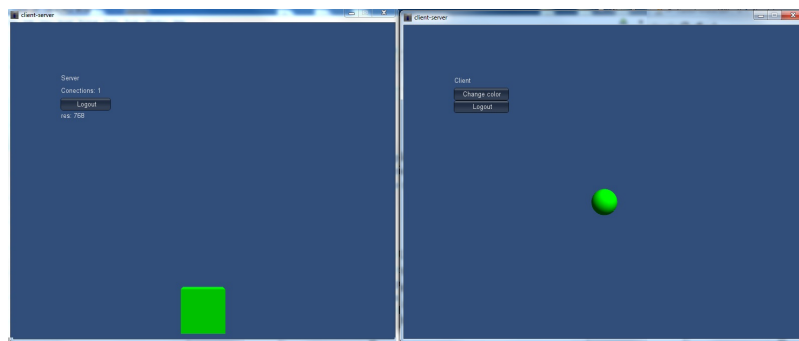 client-server
Server
Conections: 1
Logout
res: 768
client-server
Client
Change color
Logout